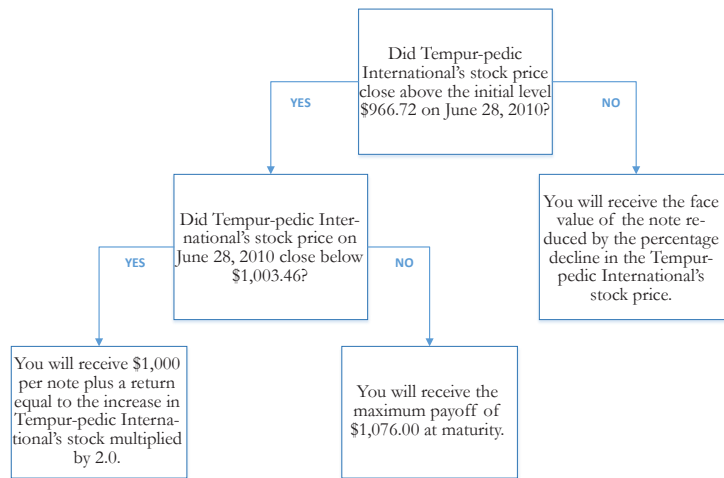 Did Tempur-pedic
International's stock price
close above the initial level
$966.72 on June 28, 2010?
YES
NO
Did Tempur-pedic Inter-
national's stock price on
June 28, 2010 close below
$1,003.46?
You will receive the face
value of the note re-
duced by the percentage
decline in the Tempur-
pedic International's
stock price.
YES
NO
You will receive $1,000
per note plus a return
equal to the increase in
Tempur-pedic Interna-
tional's stock multiplied
by 2.0.
You will receive the
maximum payoff of
$1,076.00 at maturity.